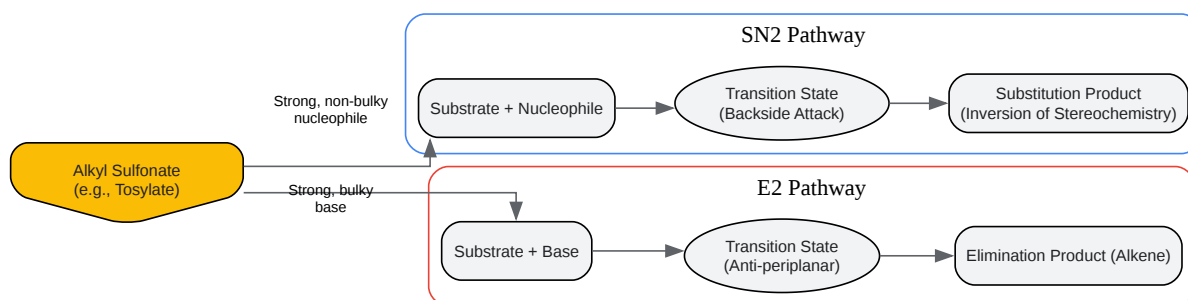 SN2 Pathway
Strong, non-bulky
nucleophile
Substrate + Nucleophile
Transition State
(Backside Attack)
Substitution Product
(Inversion of Stereochemistry)
Alkyl Sulfonate
(e.g., Tosylate)
Strong, bulky
base
E2 Pathway
Substrate + Base
Transition State
(Anti-periplanar)
Elimination Product (Alkene)